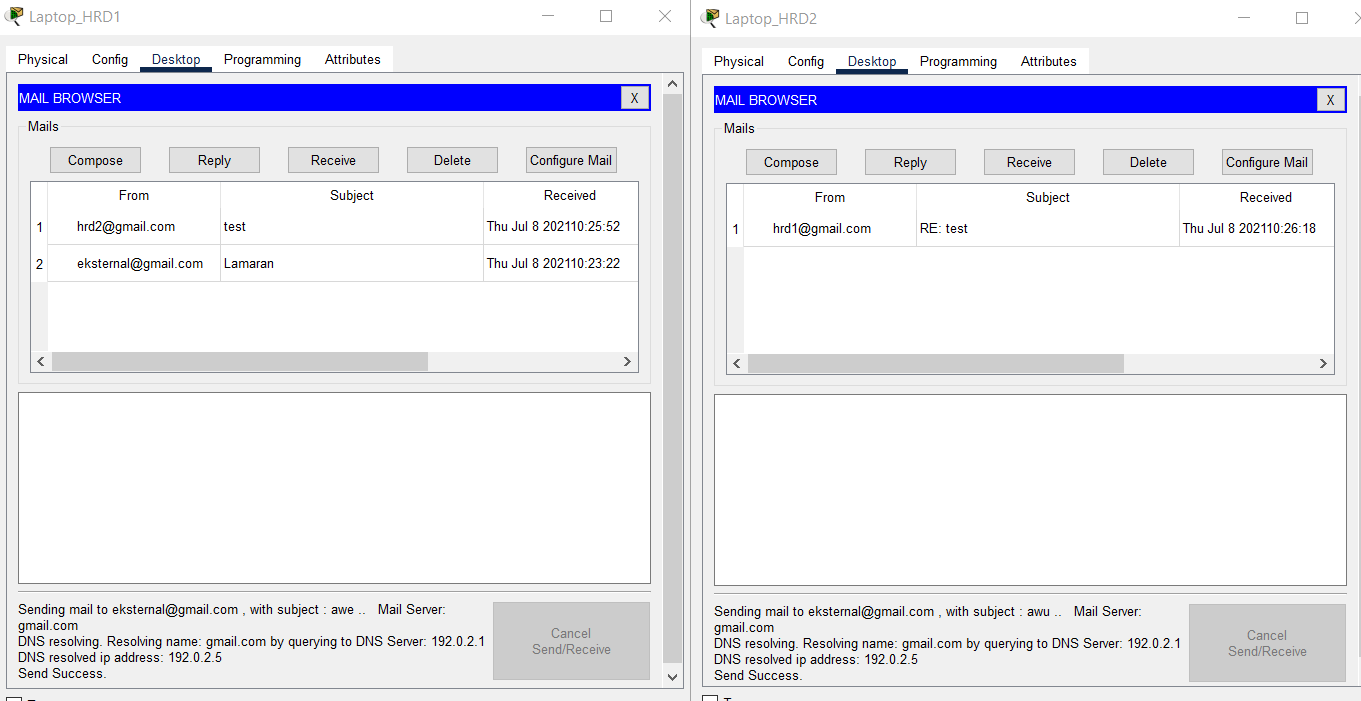 Laptop_HRD1
Physical Config Desktop Programming Attributes
MAIL BROWSER X
Mails
Compose Reply Receive Delete Configure Mail
From Subject Received
1 hrd2@gmail.com test Thu Jul 8 202110:25:52
2 eksternal@gmail.com Lamaran Thu Jul 8 202110:23:22
Sending mail to eksternal@gmail.com , with subject : awe .. Mail Server:
gmail.com
DNS resolving. Resolving name: gmail.com by querying to DNS Server: 192.0.2.1
DNS resolved ip address: 192.0.2.5
Send Success.
Cancel
Send/Receive
Laptop_HRD2
Physical Config Desktop Programming Attributes
MAIL BROWSER X
Mails
Compose Reply Receive Delete Configure Mail
From Subject Received
1 hrd1@gmail.com RE: test Thu Jul 8 202110:26:18
Sending mail to eksternal@gmail.com , with subject : awu .. Mail Server:
gmail.com
DNS resolving. Resolving name: gmail.com by querying to DNS Server: 192.0.2.1
DNS resolved ip address: 192.0.2.5
Send Success.
Cancel
Send/Receive